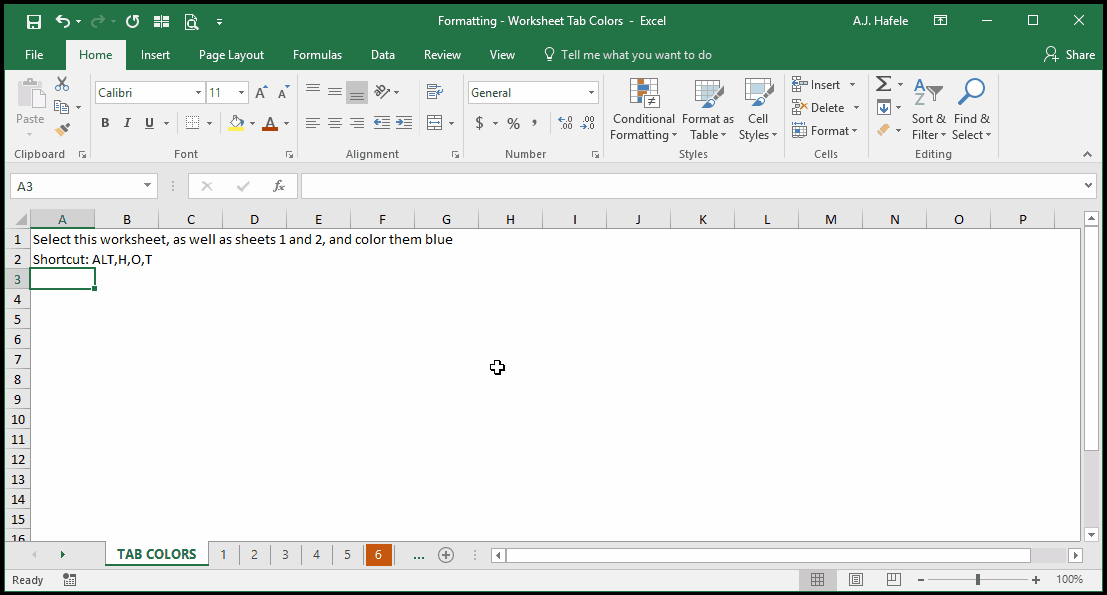 Formatting - Worksheet Tab Colors - Excel
A.J. Hafele
File Home Insert Page Layout Formulas Data Review View Tell me what you want to do Share
Paste
Calibri 11
B I U
General
$ % ,
Conditional Formatting
Format as Table
Cell Styles
Insert
Delete
Format
Sort & Filter
Find & Select
Clipboard Font Alignment Number Styles Cells Editing
A3 fx
A B C D E F G H I J K L M N O P
1 Select this worksheet, as well as sheets 1 and 2, and color them blue
2 Shortcut: ALT,H,O,T
3
4
5
6
7
8
9
10
11
12
13
14
15
16
TAB COLORS 1 2 3 4 5 6 ...
Ready 100%